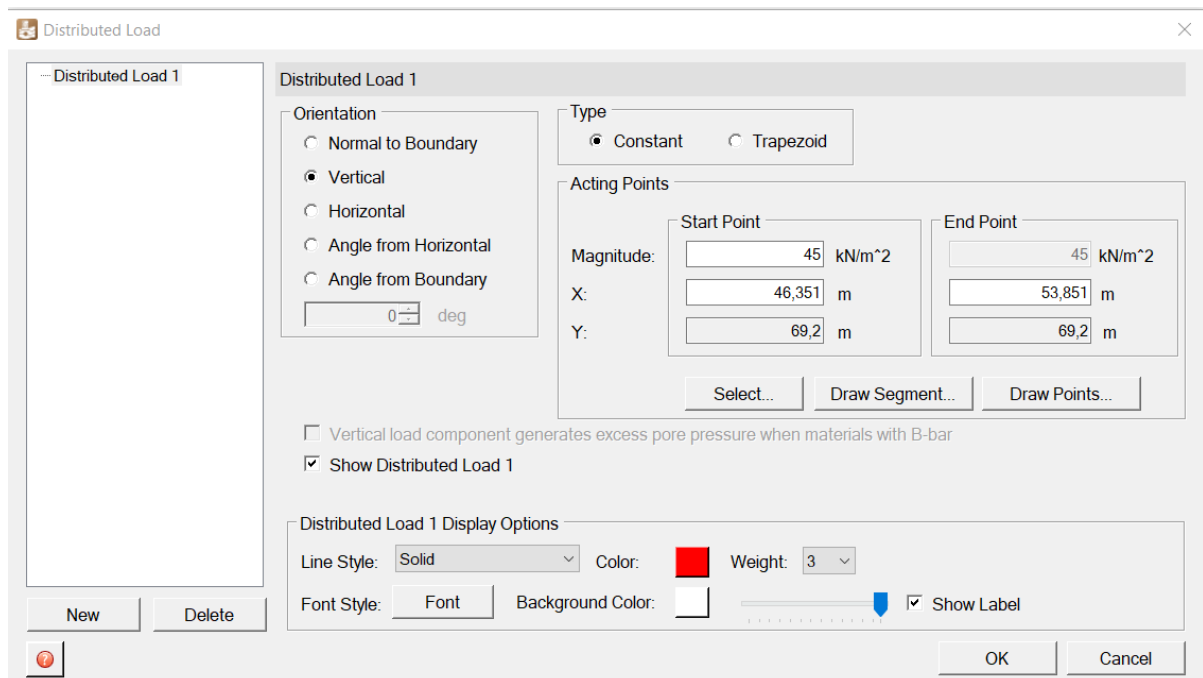 Distributed Load
Distributed Load 1
Distributed Load 1
Orientation
Normal to Boundary
Vertical
Horizontal
Angle from Horizontal
Angle from Boundary
0 deg
Type
Constant Trapezoid
Acting Points
Start Point End Point
Magnitude: 45 kN/m^2 45 kN/m^2
X: 46,351 m 53,851 m
Y: 69,2 m 69,2 m
Select... Draw Segment... Draw Points...
Vertical load component generates excess pore pressure when materials with B-bar
Show Distributed Load 1
Distributed Load 1 Display Options
Line Style: Solid Color: Weight: 3
Font Style: Font Background Color: Show Label
New Delete
? OK Cancel